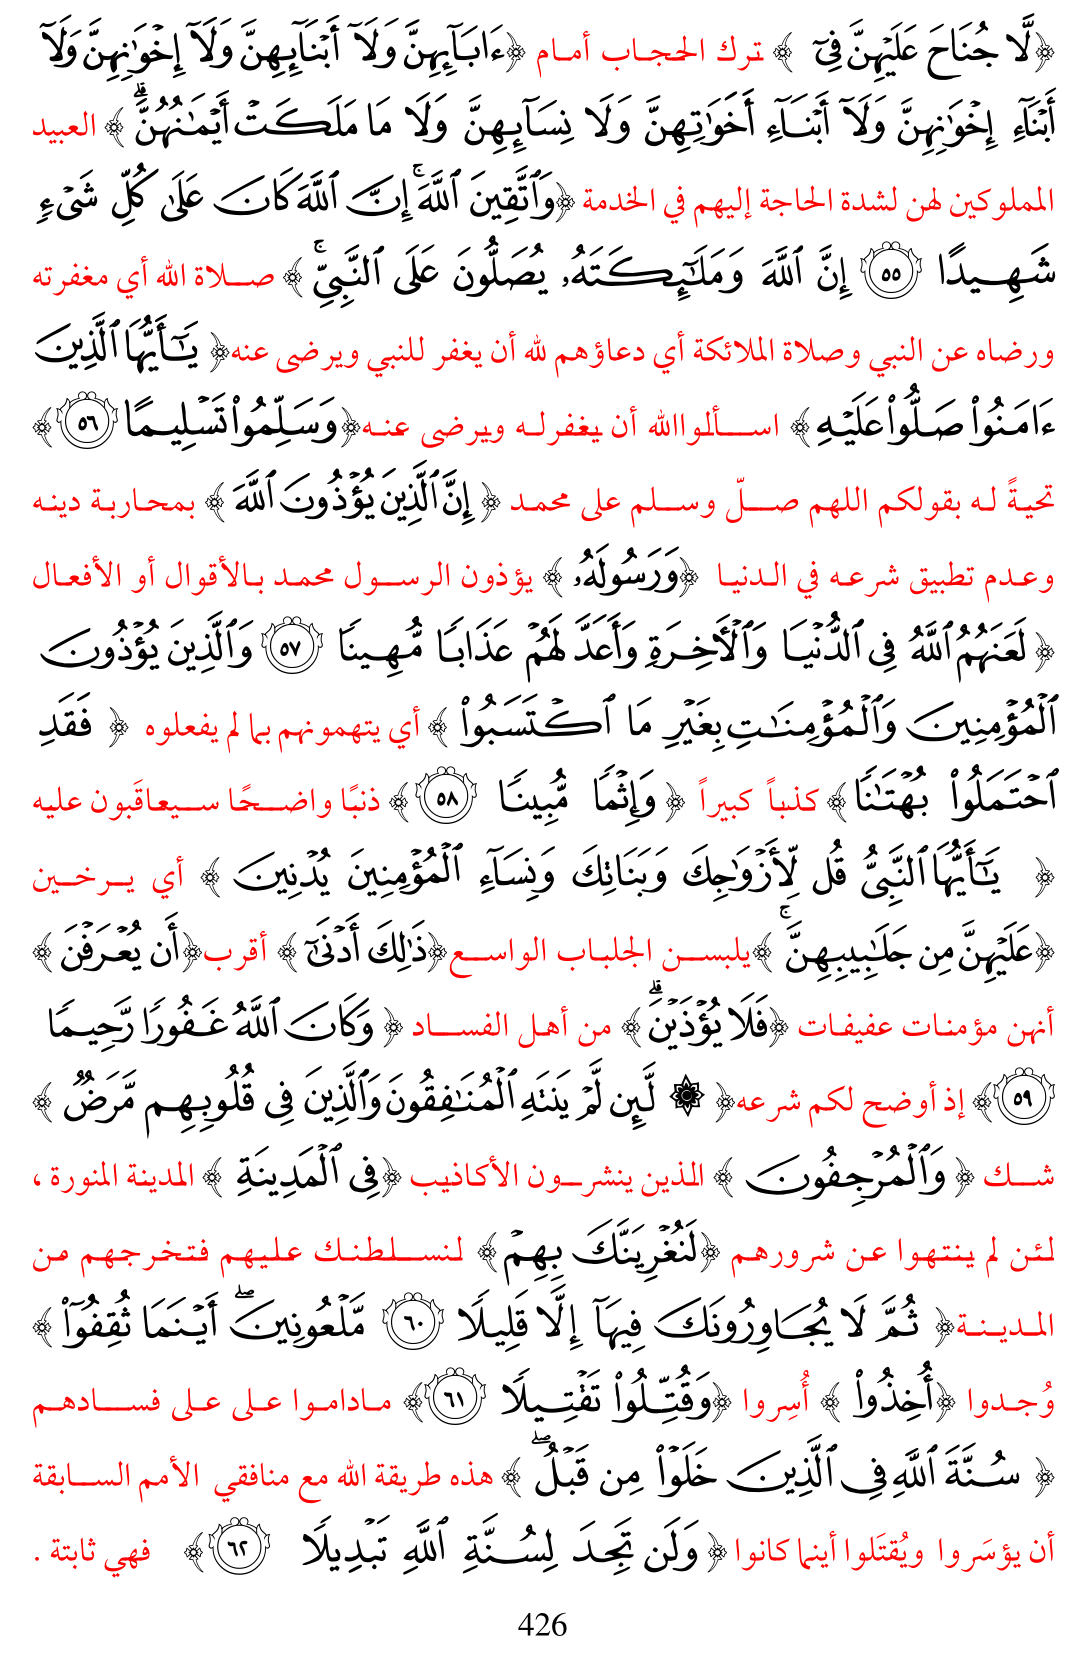 ﴿لَّا جُنَاحَ عَلَيْهِنَّ فِيٓ ﴾ ترك الحجاب أمام ﴿ءَابَآئِهِنَّ وَلَآ أَبْنَآئِهِنَّ وَلَآ إِخْوَٰنِهِنَّ وَلَآ
أَبْنَآءِ إِخْوَٰنِهِنَّ وَلَآ أَبْنَآءِ أَخَوَٰتِهِنَّ وَلَا نِسَآئِهِنَّ وَلَا مَا مَلَكَتْ أَيْمَٰنُهُنَّۗ ﴾ العبيد
المملوكين لهن لشدة الحاجة إليهم في الخدمة ﴿وَٱتَّقِينَ ٱللَّهَۚ إِنَّ ٱللَّهَ كَانَ عَلَىٰ كُلِّ شَىْءٍ
شَهِيدًا ٥٥ إِنَّ ٱللَّهَ وَمَلَٰٓئِكَتَهُۥ يُصَلُّونَ عَلَى ٱلنَّبِىِّۚ ﴾ صلاة الله أي مغفرته
ورضاه عن النبي وصلاة الملائكة أي دعاؤهم لله أن يغفر للنبي ويرضى عنه﴿ يَٰٓأَيُّهَا ٱلَّذِينَ
ءَامَنُوا۟ صَلُّوا۟ عَلَيْهِ﴾ اسألواالله أن يغفرله ويرضى عنه﴿وَسَلِّمُوا۟ تَسْلِيمًا ٥٦﴾
تحيةً له بقولكم اللهم صلّ وسلم على محمد ﴿ إِنَّ ٱلَّذِينَ يُؤْذُونَ ٱللَّهَ ﴾ بمحاربة دينه
وعدم تطبيق شرعه في الدنيا ﴿وَرَسُولَهُۥ ﴾ يؤذون الرسول محمد بالأقوال أو الأفعال
﴿ لَعَنَهُمُ ٱللَّهُ فِى ٱلدُّنْيَا وَٱلْأَخِرَةِ وَأَعَدَّ لَهُمْ عَذَابًا مُّهِينًا ٥٧ وَٱلَّذِينَ يُؤْذُونَ
ٱلْمُؤْمِنِينَ وَٱلْمُؤْمِنَٰتِ بِغَيْرِ مَا ٱكْتَسَبُوا۟ ﴾ أي يتهمونهم بما لم يفعلوه ﴿ فَقَدِ
ٱحْتَمَلُوا۟ بُهْتَٰنًا﴾ كذباً كبيراً ﴿ وَإِثْمًا مُّبِينًا ٥٨﴾ ذنبًا واضحًا سيعاقَبون عليه
﴿ يَٰٓأَيُّهَا ٱلنَّبِىُّ قُل لِّأَزْوَٰجِكَ وَبَنَاتِكَ وَنِسَآءِ ٱلْمُؤْمِنِينَ يُدْنِينَ ﴾ أي يرخين
﴿عَلَيْهِنَّ مِن جَلَٰبِيبِهِنَّۚ ﴾يلبسن الجلباب الواسع﴿ذَٰلِكَ أَدْنَىٰٓ ﴾ أقرب﴿أَن يُعْرَفْنَ ﴾
أنهن مؤمنات عفيفات ﴿فَلَا يُؤْذَيْنَۗ ﴾ من أهل الفساد ﴿ وَكَانَ ٱللَّهُ غَفُورًا رَّحِيمًا
٥٩﴾ إذ أوضح لكم شرعه﴿ ۞ لَّئِن لَّمْ يَنتَهِ ٱلْمُنَٰفِقُونَ وَٱلَّذِينَ فِى قُلُوبِهِم مَّرَضٌ ﴾
شك ﴿ وَٱلْمُرْجِفُونَ ﴾ الذين ينشرون الأكاذيب ﴿فِى ٱلْمَدِينَةِ ﴾ المدينة المنورة ،
لئن لم ينتهوا عن شرورهم ﴿لَنُغْرِيَنَّكَ بِهِمْ ﴾ لنسلطنك عليهم فتخرجهم من
المدينة﴿ ثُمَّ لَا يُجَاوِرُونَكَ فِيهَآ إِلَّا قَلِيلًا ٦٠ مَّلْعُونِينَۖ أَيْنَمَا ثُقِفُوٓا۟ ﴾
وُجدوا ﴿أُخِذُوا۟ ﴾ أُسِروا ﴿وَقُتِّلُوا۟ تَقْتِيلًا ٦١﴾ ماداموا على على فسادهم
﴿ سُنَّةَ ٱللَّهِ فِى ٱلَّذِينَ خَلَوْا۟ مِن قَبْلُۖ ﴾ هذه طريقة الله مع منافقي الأمم السابقة
أن يؤسَروا ويُقتَلوا أينما كانوا ﴿ وَلَن تَجِدَ لِسُنَّةِ ٱللَّهِ تَبْدِيلًا ٦٢﴾ فهي ثابتة .
426